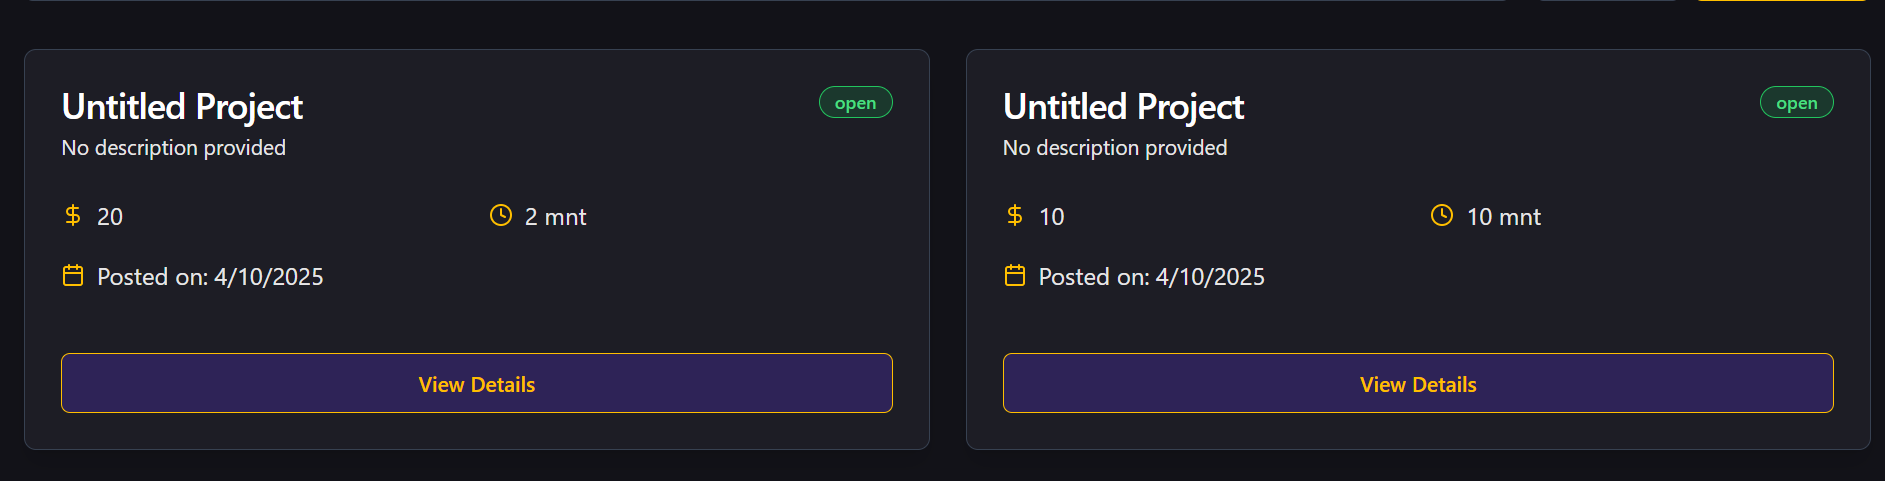 Untitled Project
open
No description provided
$ 20
2 mnt
Posted on: 4/10/2025
View Details
Untitled Project
open
No description provided
$ 10
10 mnt
Posted on: 4/10/2025
View Details